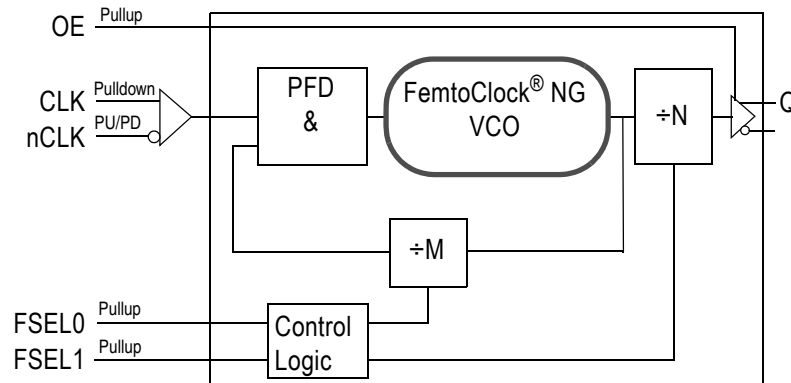 OE Pullup
CLK Pulldown
nCLK PU/PD
PFD
&
FemtoClock® NG
VCO
÷N
Q
÷M
FSEL0 Pullup
FSEL1 Pullup
Control
Logic